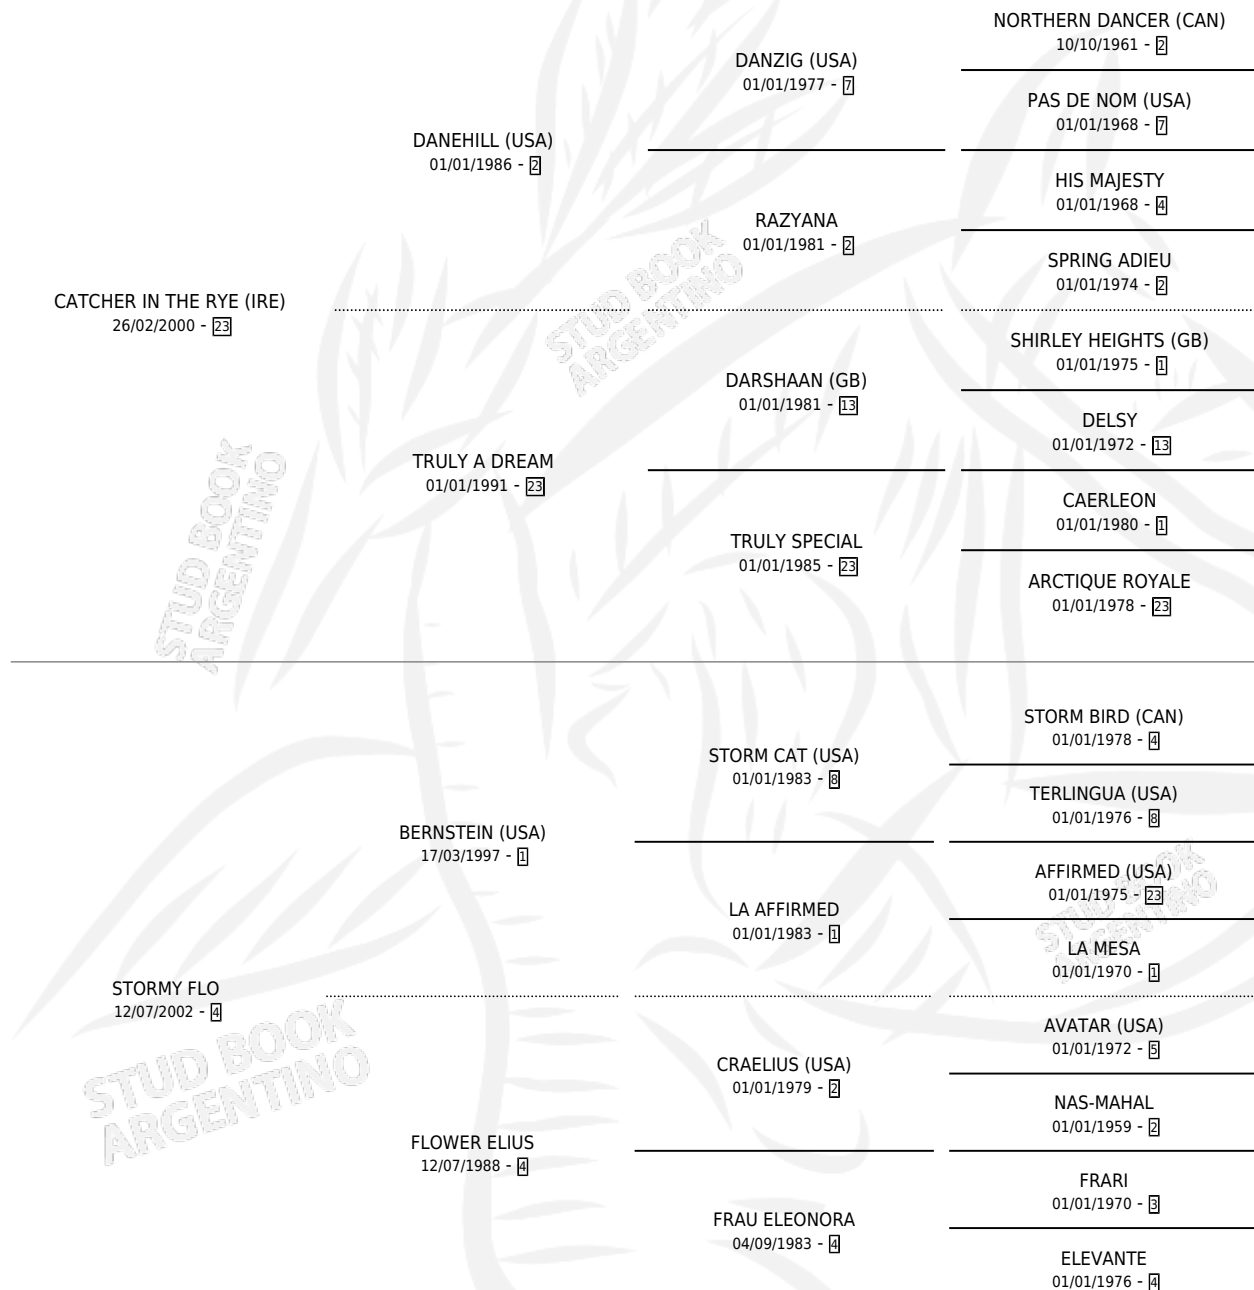 NORTHERN DANCER (CAN)
10/10/1961 - 2
DANZIG (USA)
01/01/1977 - 7
PAS DE NOM (USA)
01/01/1968 - 7
DANEHILL (USA)
01/01/1986 - 2
HIS MAJESTY
01/01/1968 - 4
RAZYANA
01/01/1981 - 2
SPRING ADIEU
01/01/1974 - 2
CATCHER IN THE RYE (IRE)
26/02/2000 - 23
SHIRLEY HEIGHTS (GB)
01/01/1975 - 1
DARSHAAN (GB)
01/01/1981 - 13
DELSY
01/01/1972 - 13
TRULY A DREAM
01/01/1991 - 23
CAERLEON
01/01/1980 - 1
TRULY SPECIAL
01/01/1985 - 23
ARCTIQUE ROYALE
01/01/1978 - 23
STORM BIRD (CAN)
01/01/1978 - 4
STORM CAT (USA)
01/01/1983 - 8
TERLINGUA (USA)
01/01/1976 - 8
BERNSTEIN (USA)
17/03/1997 - 1
AFFIRMED (USA)
01/01/1975 - 23
LA AFFIRMED
01/01/1983 - 1
LA MESA
01/01/1970 - 1
STORMY FLO
12/07/2002 - 4
AVATAR (USA)
01/01/1972 - 5
CRAELIUS (USA)
01/01/1979 - 2
NAS-MAHAL
01/01/1959 - 2
FLOWER ELIUS
12/07/1988 - 4
FRARI
01/01/1970 - 3
FRAU ELEONORA
04/09/1983 - 4
ELEVANTE
01/01/1976 - 4
STUD BOOK
ARGENTINO
STUD BOOK
ARGENTINO
STUD BOOK
ARGENTINO
STUD BOOK
ARGENTINO